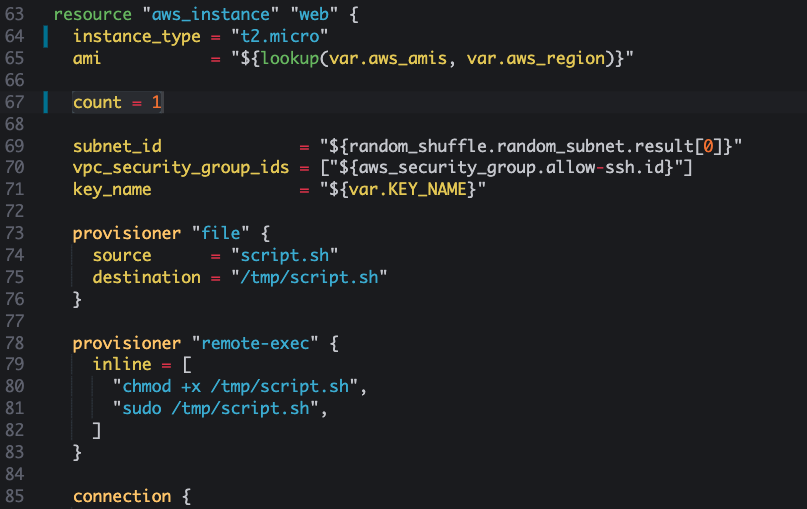 63 resource "aws_instance" "web" {
64   instance_type = "t2.micro"
65   ami           = "${lookup(var.aws_amis, var.aws_region)}"
66
67   count = 1
68
69   subnet_id              = "${random_shuffle.random_subnet.result[0]}"
70   vpc_security_group_ids = ["${aws_security_group.allow-ssh.id}"]
71   key_name               = "${var.KEY_NAME}"
72
73   provisioner "file" {
74     source      = "script.sh"
75     destination = "/tmp/script.sh"
76   }
77
78   provisioner "remote-exec" {
79     inline = [
80       "chmod +x /tmp/script.sh",
81       "sudo /tmp/script.sh",
82     ]
83   }
84
85   connection {